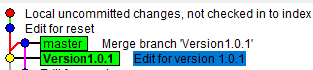 Local uncommitted changes, not checked in to index
Edit for reset
master Merge branch 'Version1.0.1'
Version1.0.1 Edit for version 1.0.1